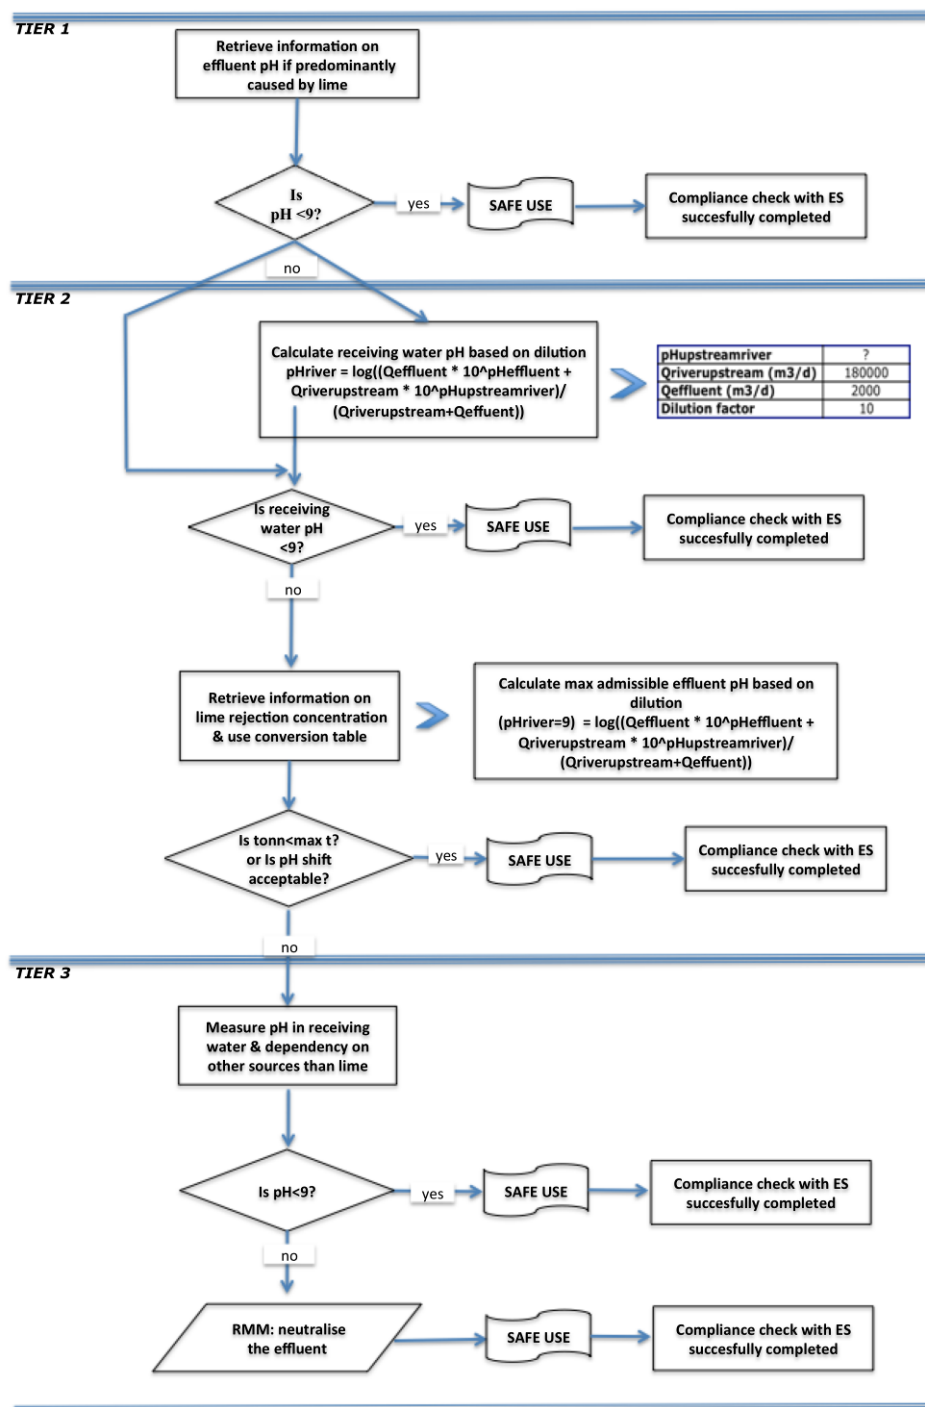 TIER 1
Retrieve information on
effluent pH if predominantly
caused by lime
Is
pH <9?
yes
SAFE USE
Compliance check with ES
succesfully completed
no
TIER 2
Calculate receiving water pH based on dilution
pHriver = log((Qeffluent * 10^pHeffluent +
Qriverupstream * 10^pHupstreamriver)/
(Qriverupstream+Qeffuent))
pHupstreamriver ?
Qriverupstream (m3/d) 180000
Qeffluent (m3/d) 2000
Dilution factor 10
Is receiving
water pH
<9?
yes
SAFE USE
Compliance check with ES
succesfully completed
no
Retrieve information on
lime rejection concentration
& use conversion table
Calculate max admissible effluent pH based on
dilution
(pHriver=9) = log((Qeffluent * 10^pHeffluent +
Qriverupstream * 10^pHupstreamriver)/
(Qriverupstream+Qeffuent))
Is tonn<max t?
or Is pH shift
acceptable?
yes
SAFE USE
Compliance check with ES
succesfully completed
no
TIER 3
Measure pH in receiving
water & dependency on
other sources than lime
Is pH<9?
yes
SAFE USE
Compliance check with ES
succesfully completed
no
RMM: neutralise
the effluent
SAFE USE
Compliance check with ES
succesfully completed